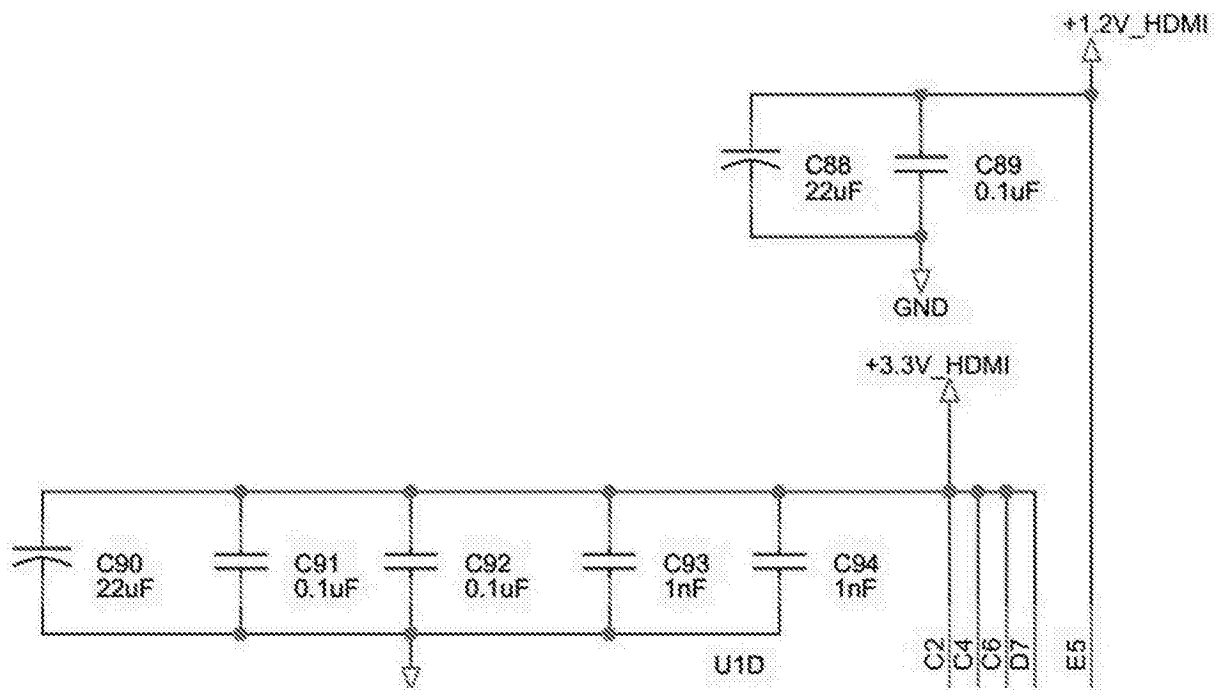 +1.2V_HDMI
C88
22uF
C89
0.1uF
GND
+3.3V_HDMI
C90
22uF
C91
0.1uF
C92
0.1uF
C93
1nF
C94
1nF
U1D
C2
C4
C6
D7
E5